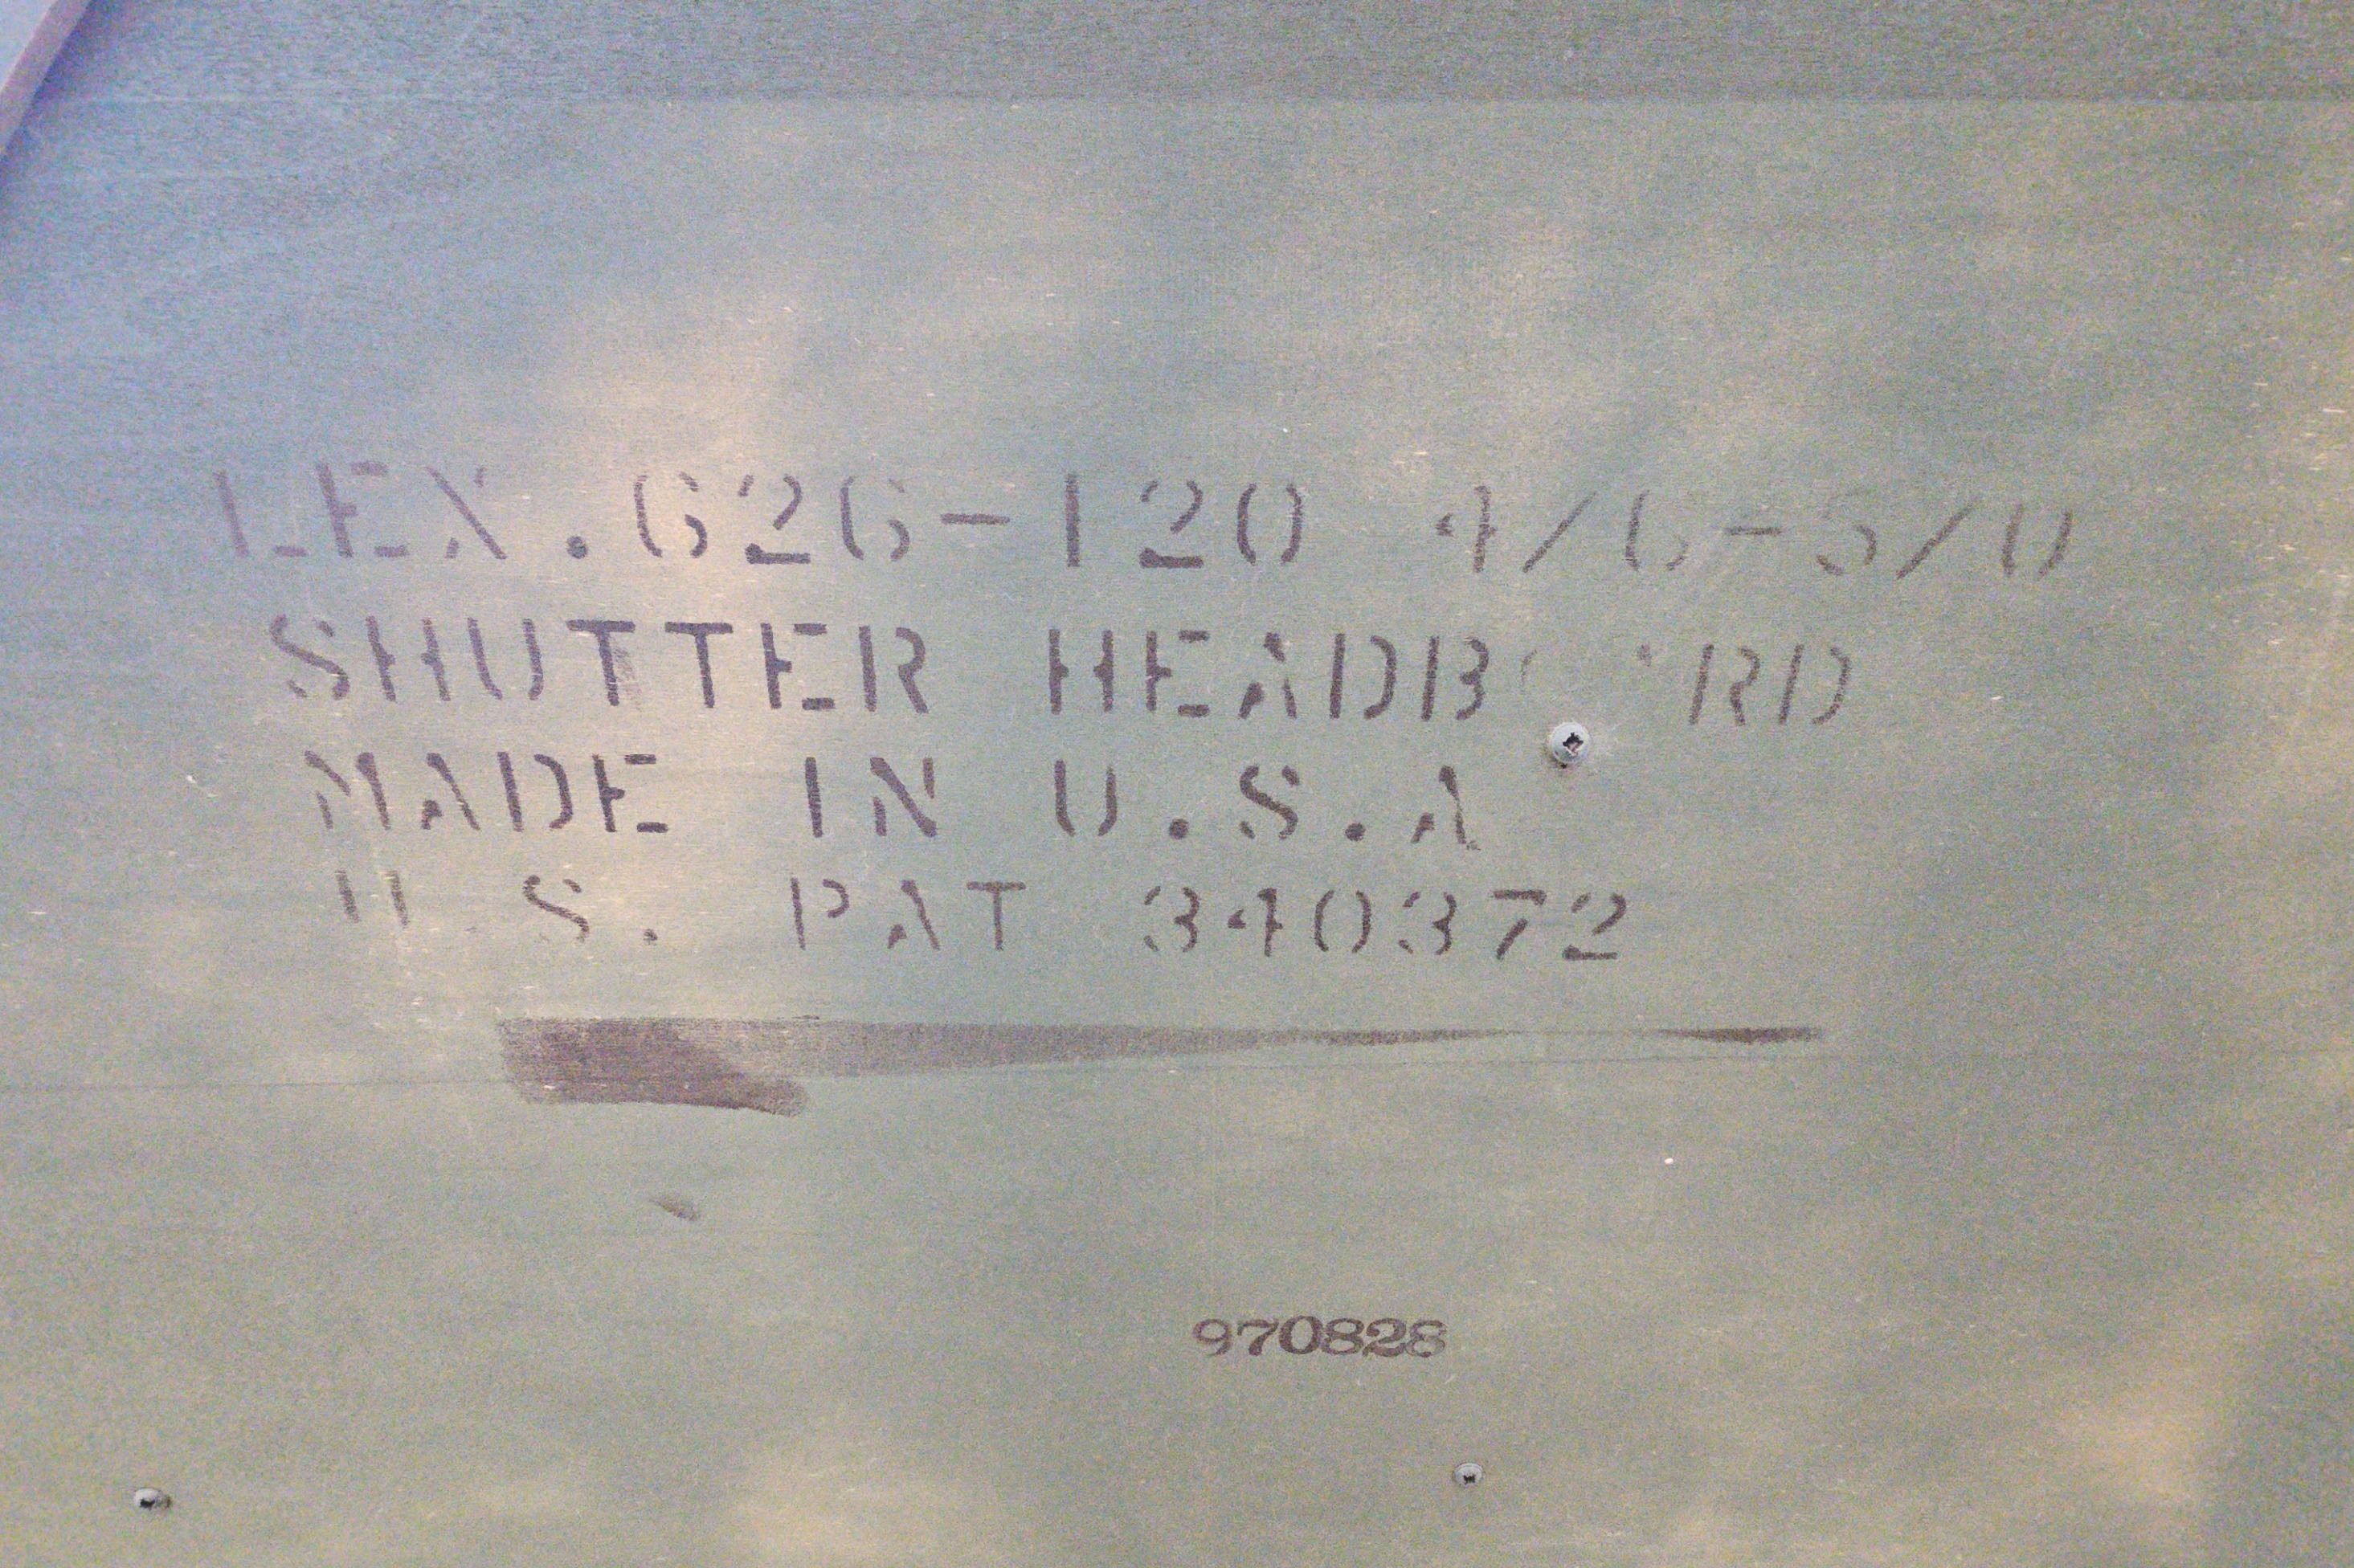 LEX.626-120 4/6-5/0
SHUTTER HEADBOARD
MADE IN U.S.A
U.S. PAT 340372
970828